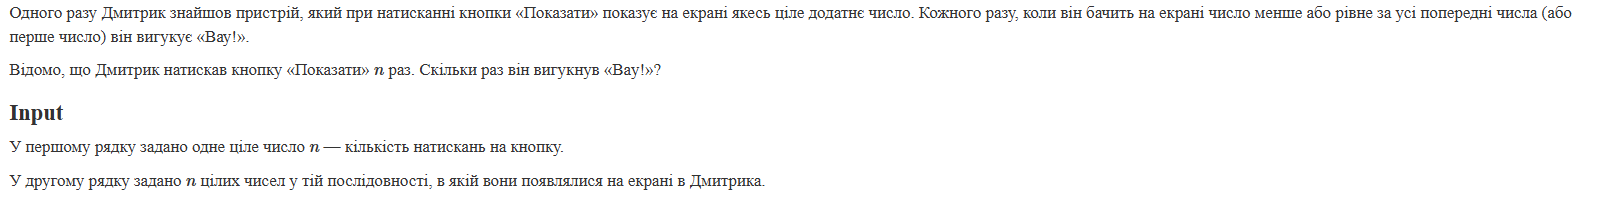 Одного разу Дмитрик знайшов пристрій, який при натисканні кнопки «Показати» показує на екрані якесь ціле додатнє число. Кожного разу, коли він бачить на екрані число менше або рівне за усі попередні числа (або
перше число) він вигукує «Вау!».
Відомо, що Дмитрик натискав кнопку «Показати» n раз. Скільки раз він вигукнув «Вау!»?
Input
У першому рядку задано одне ціле число n — кількість натискань на кнопку.
У другому рядку задано n цілих чисел у тій послідовності, в якій вони появлялися на екрані в Дмитрика.